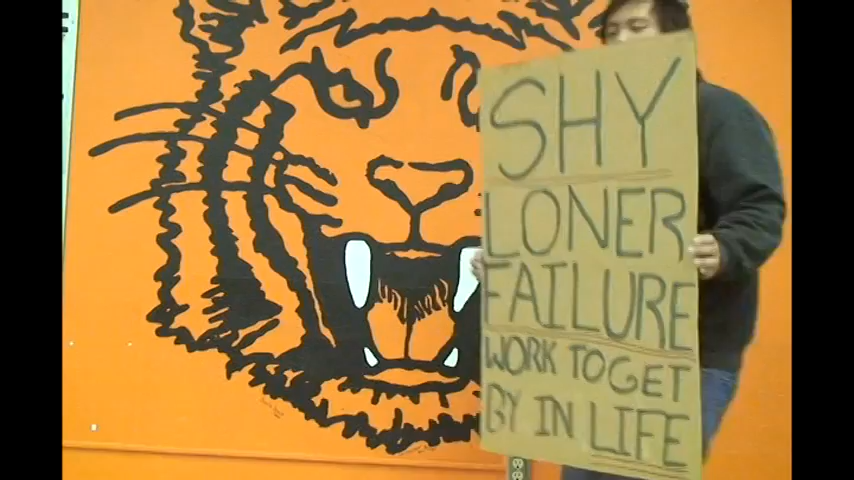 SHY
LONER
FAILURE
WORK TO GET
BY IN LIFE